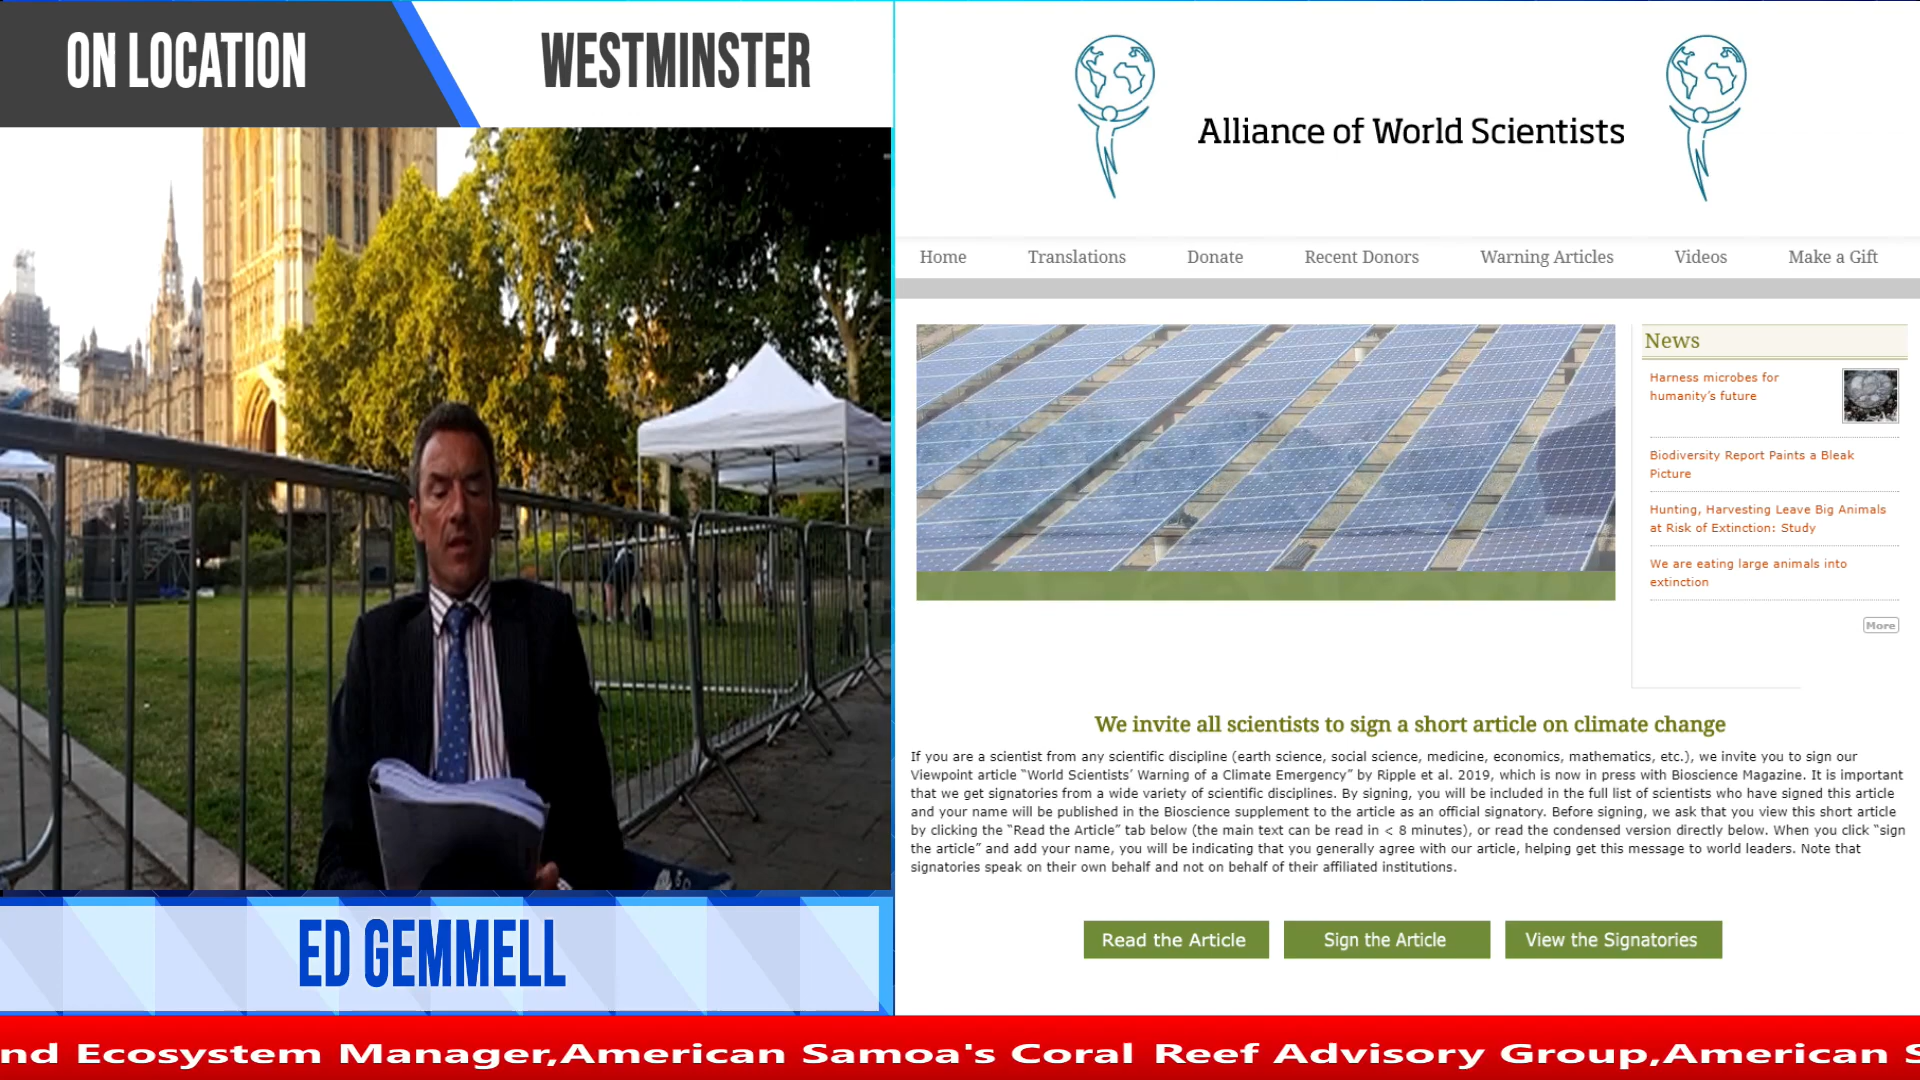 ON LOCATION
WESTMINSTER
Alliance of World Scientists
Home
Translations
Donate
Recent Donors
Warning Articles
Videos
Make a Gift
News
Harness microbes for
humanity's future
Biodiversity Report Paints a Bleak
Picture
Hunting, Harvesting Leave Big Animals
at Risk of Extinction: Study
We are eating large animals into
extinction
More
We invite all scientists to sign a short article on climate change
If you are a scientist from any scientific discipline (earth science, social science, medicine, economics, mathematics, etc.), we invite you to sign our
Viewpoint article “World Scientists’ Warning of a Climate Emergency” by Ripple et al. 2019, which is now in press with Bioscience Magazine. It is important
that we get signatories from a wide variety of scientific disciplines. By signing, you will be included in the full list of scientists who have signed this article
and your name will be published in the Bioscience supplement to the article as an official signatory. Before signing, we ask that you view this short article
by clicking the “Read the Article” tab below (the main text can be read in < 8 minutes), or read the condensed version directly below. When you click “sign
the article” and add your name, you will be indicating that you generally agree with our article, helping get this message to world leaders. Note that
signatories speak on their own behalf and not on behalf of their affiliated institutions.
Read the Article
Sign the Article
View the Signatories
ED GEMMELL
nd Ecosystem Manager,American Samoa's Coral Reef Advisory Group,American S